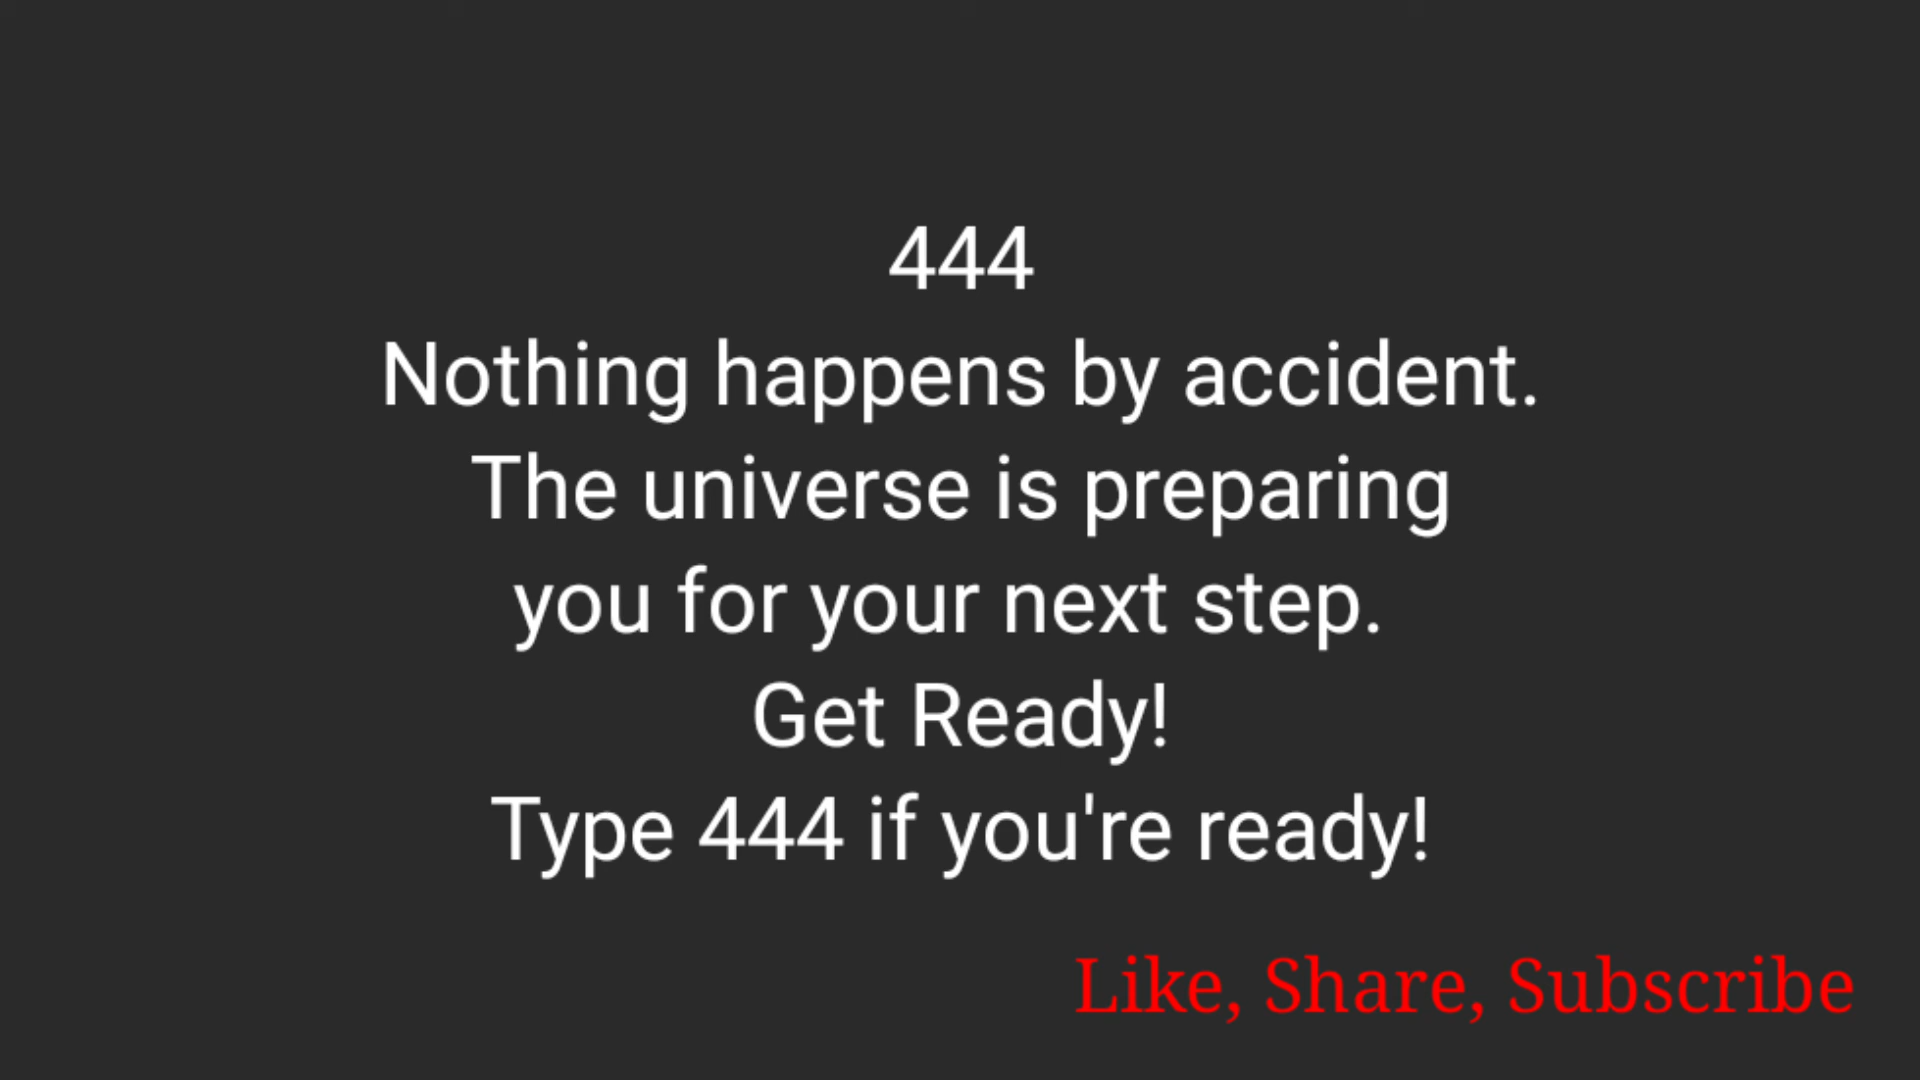 444
Nothing happens by accident.
The universe is preparing
you for your next step.
Get Ready!
Type 444 if you're ready!
Like, Share, Subscribe